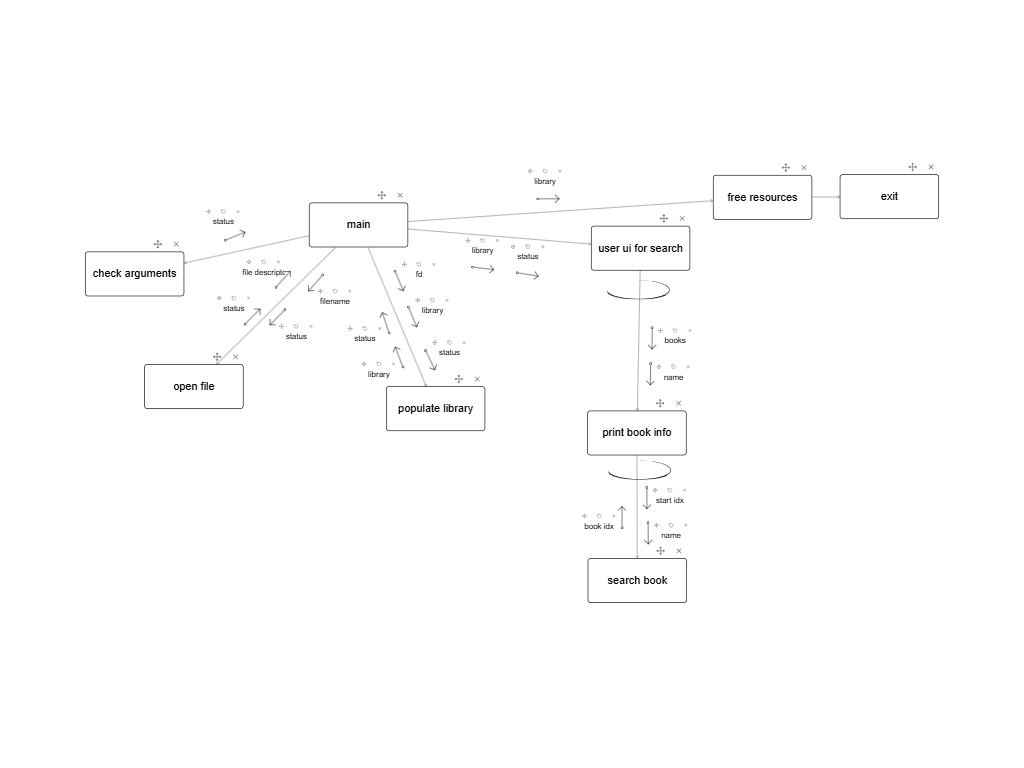 library
free resources
exit
status
main
library
status
user ui for search
check arguments
file descripto
fd
filename
status
library
status
status
status
books
library
name
open file
populate library
print book info
start idx
book idx
name
search book